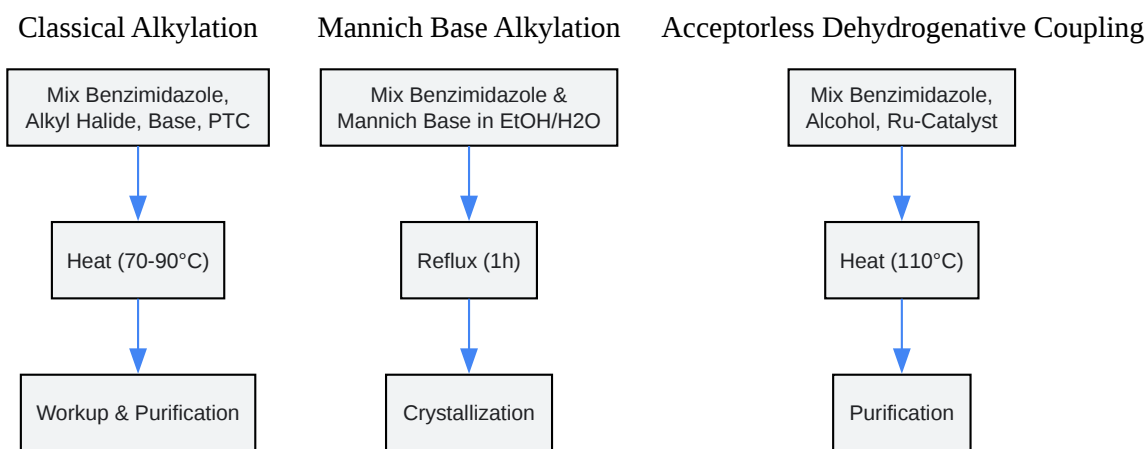 Classical Alkylation
Mix Benzimidazole,
Alkyl Halide, Base, PTC
Heat (70-90°C)
Workup & Purification
Mannich Base Alkylation
Mix Benzimidazole &
Mannich Base in EtOH/H2O
Reflux (1h)
Crystallization
Acceptorless Dehydrogenative Coupling
Mix Benzimidazole,
Alcohol, Ru-Catalyst
Heat (110°C)
Purification